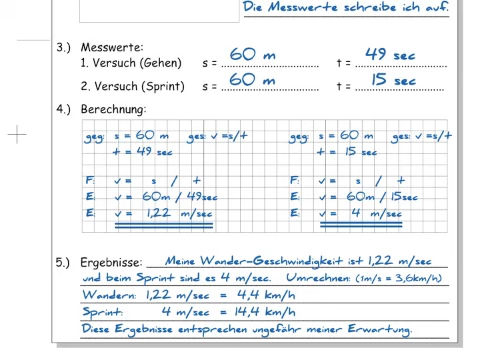 Die Messwerte schreibe ich auf.
3.) Messwerte:
1. Versuch (Gehen) s = 60 m t = 49 sec
2. Versuch (Sprint) s = 60 m t = 15 sec
4.) Berechnung:
geg: s = 60 m ges: v = s/t geg: s = 60 m ges: v = s/t
t = 49 sec t = 15 sec
F: v = s / t F: v = s / t
E: v = 60m / 49sec E: v = 60m / 15sec
E: v = 1,22 m/sec E: v = 4 m/sec
5.) Ergebnisse: Meine Wander-Geschwindigkeit ist 1,22 m/sec
und beim Sprint sind es 4 m/sec. Umrechnen: (1m/s = 3,6km/h)
Wandern: 1,22 m/sec = 4,4 km/h
Sprint: 4 m/sec = 14,4 km/h
Diese Ergebnisse entsprechen ungefähr meiner Erwartung.